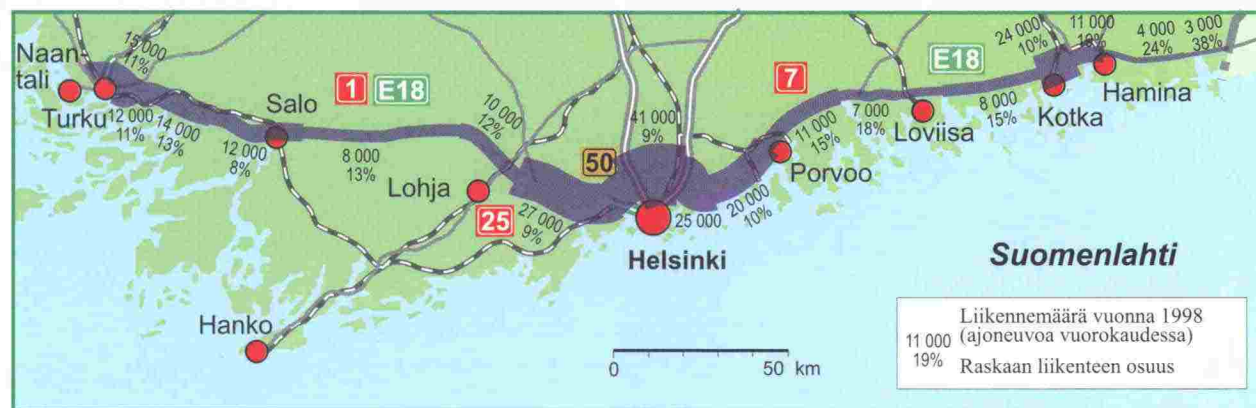 Naan-
tali
Turku
15 000
11%
12 000
11%
14 000
13%
Salo
12 000
8%
1
E18
8 000
13%
10 000
12%
Lohja
25
27 000
9%
50
41 000
9%
Helsinki
25 000
20 000
10%
7
11 000
15%
Porvoo
7 000
18%
Loviisa
E18
8 000
15%
24 000
10%
Kotka
11 000
19%
Hamina
4 000
24%
3 000
38%
Hanko
Suomenlahti
0
50 km
Liikennemäärä vuonna 1998
(ajoneuvoa vuorokaudessa)
11 000
19%
Raskaan liikenteen osuus